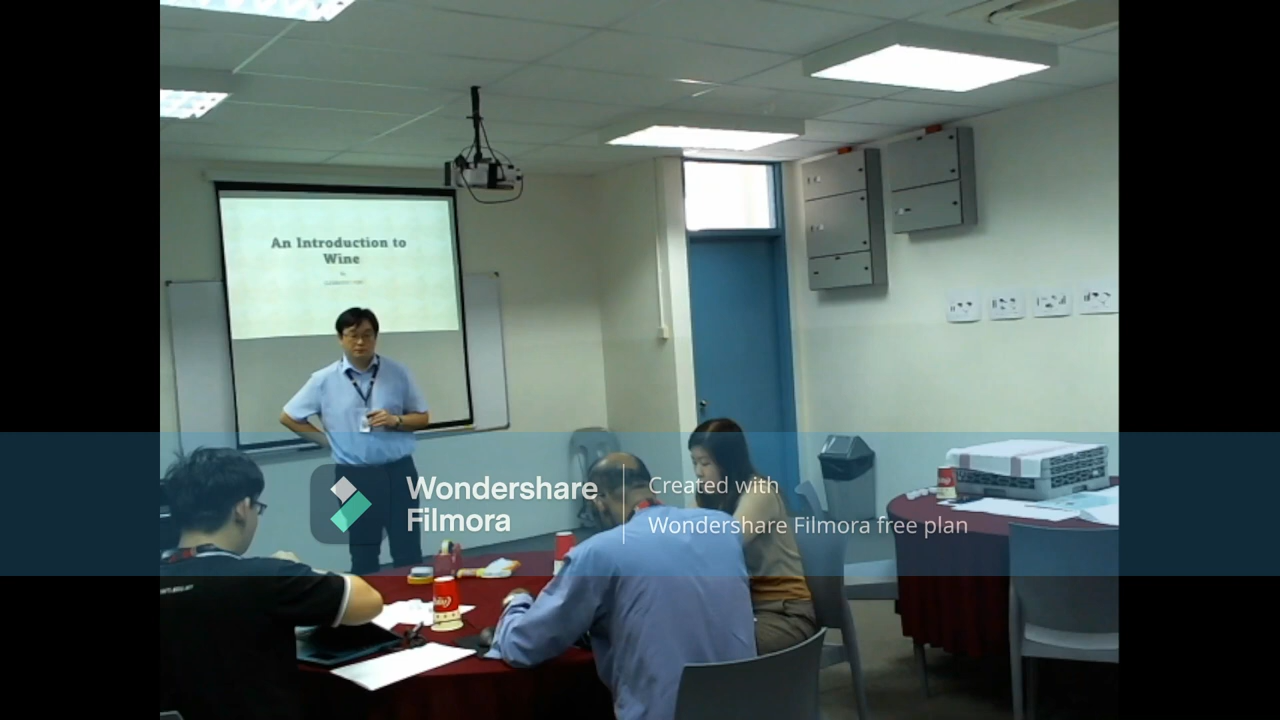 An Introduction to
Wine
Wondershare
Filmora
Created with
Wondershare Filmora free plan